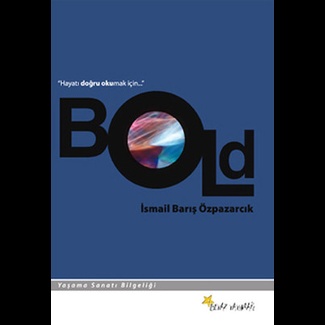 "Hayatı doğru okumak için..."
BOLd
İsmail Barış Özpazarcık
Yaşama Sanatı Bilgeliği